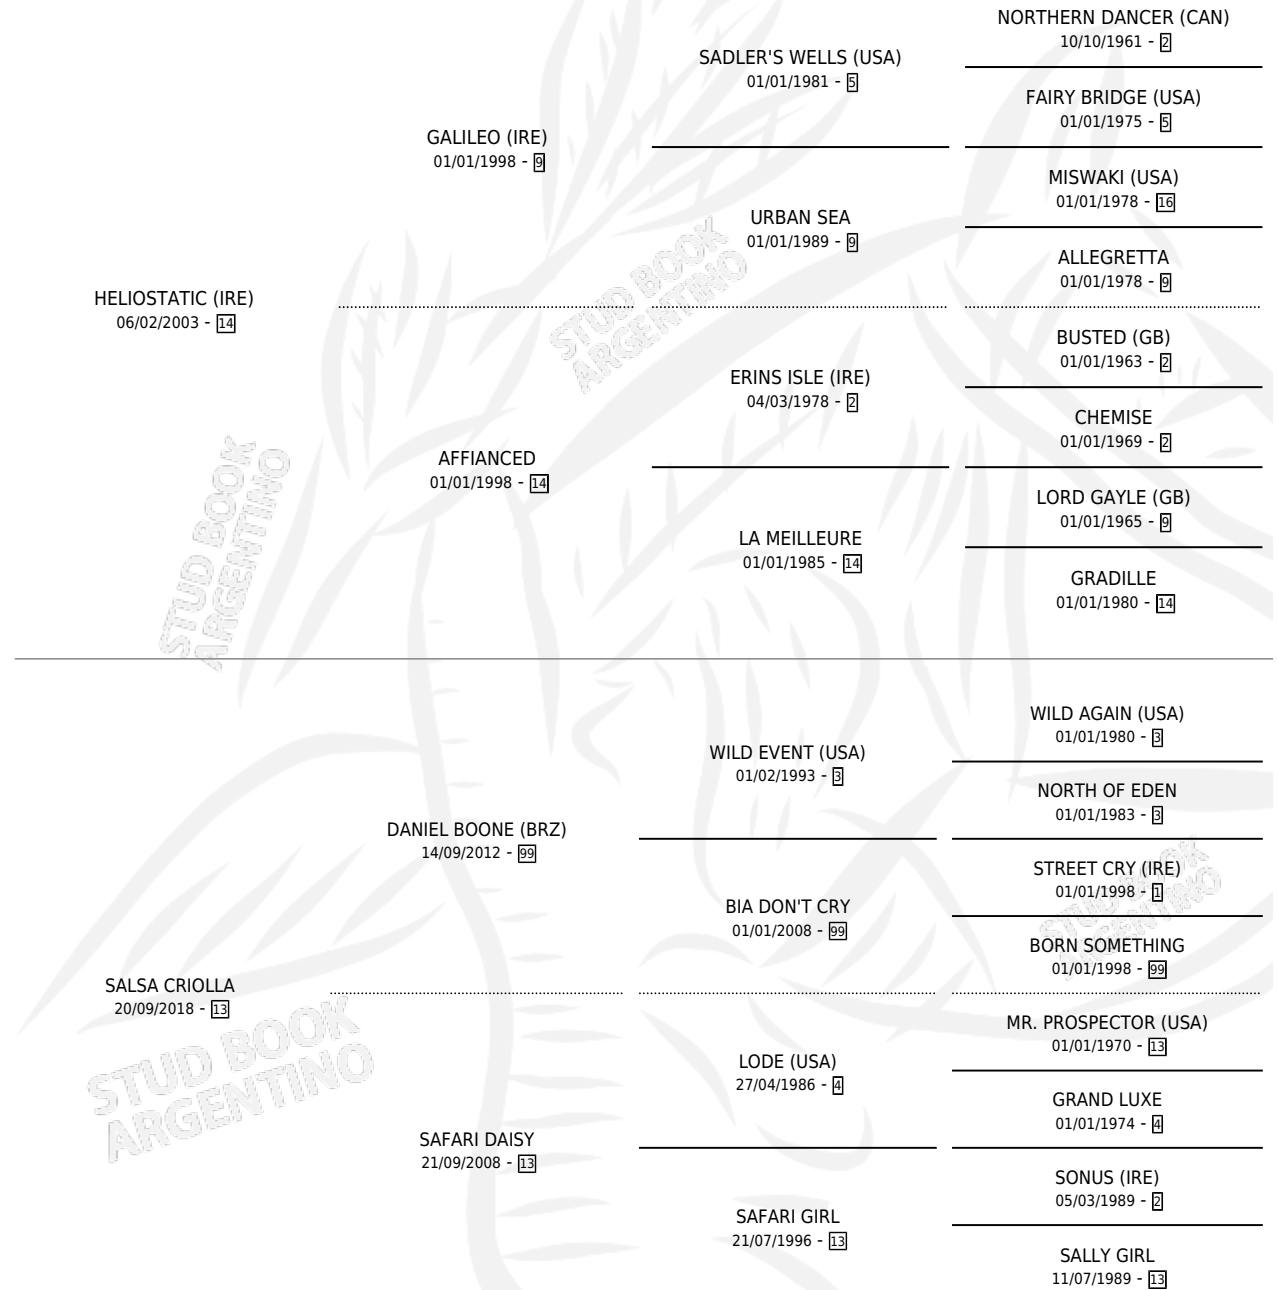 NORTHERN DANCER (CAN)
10/10/1961 - 2
SADLER'S WELLS (USA)
01/01/1981 - 5
FAIRY BRIDGE (USA)
01/01/1975 - 5
GALILEO (IRE)
01/01/1998 - 9
MISWAKI (USA)
01/01/1978 - 16
URBAN SEA
01/01/1989 - 9
ALLEGRETTA
01/01/1978 - 9
HELIOSTATIC (IRE)
06/02/2003 - 14
BUSTED (GB)
01/01/1963 - 2
ERINS ISLE (IRE)
04/03/1978 - 2
CHEMISE
01/01/1969 - 2
AFFIANCED
01/01/1998 - 14
LORD GAYLE (GB)
01/01/1965 - 9
LA MEILLEURE
01/01/1985 - 14
GRADILLE
01/01/1980 - 14
WILD AGAIN (USA)
01/01/1980 - 3
WILD EVENT (USA)
01/02/1993 - 3
NORTH OF EDEN
01/01/1983 - 3
DANIEL BOONE (BRZ)
14/09/2012 - 99
STREET CRY (IRE)
01/01/1998 - 1
BIA DON'T CRY
01/01/2008 - 99
BORN SOMETHING
01/01/1998 - 99
SALSA CRIOLLA
20/09/2018 - 13
MR. PROSPECTOR (USA)
01/01/1970 - 13
LODE (USA)
27/04/1986 - 4
GRAND LUXE
01/01/1974 - 4
SAFARI DAISY
21/09/2008 - 13
SONUS (IRE)
05/03/1989 - 2
SAFARI GIRL
21/07/1996 - 13
SALLY GIRL
11/07/1989 - 13
STUD BOOK
ARGENTINO
STUD BOOK
ARGENTINO
STUD BOOK
ARGENTINO
STUD BOOK
ARGENTINO